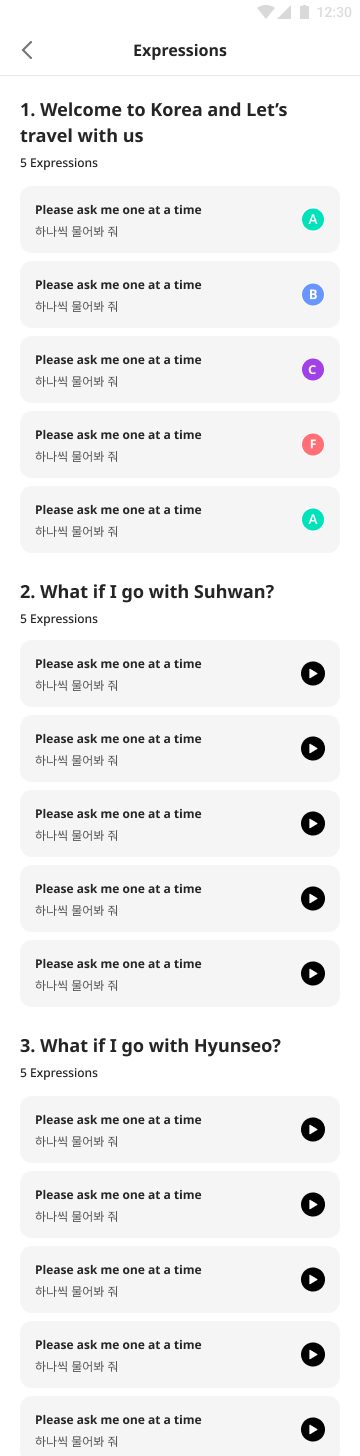 12:30
Expressions
1. Welcome to Korea and Let’s
travel with us
5 Expressions
Please ask me one at a time
하나씩 물어봐 줘
A
Please ask me one at a time
하나씩 물어봐 줘
B
Please ask me one at a time
하나씩 물어봐 줘
C
Please ask me one at a time
하나씩 물어봐 줘
F
Please ask me one at a time
하나씩 물어봐 줘
A
2. What if I go with Suhwan?
5 Expressions
Please ask me one at a time
하나씩 물어봐 줘
Please ask me one at a time
하나씩 물어봐 줘
Please ask me one at a time
하나씩 물어봐 줘
Please ask me one at a time
하나씩 물어봐 줘
Please ask me one at a time
하나씩 물어봐 줘
3. What if I go with Hyunseo?
5 Expressions
Please ask me one at a time
하나씩 물어봐 줘
Please ask me one at a time
하나씩 물어봐 줘
Please ask me one at a time
하나씩 물어봐 줘
Please ask me one at a time
하나씩 물어봐 줘
Please ask me one at a time
하나씩 물어봐 줘